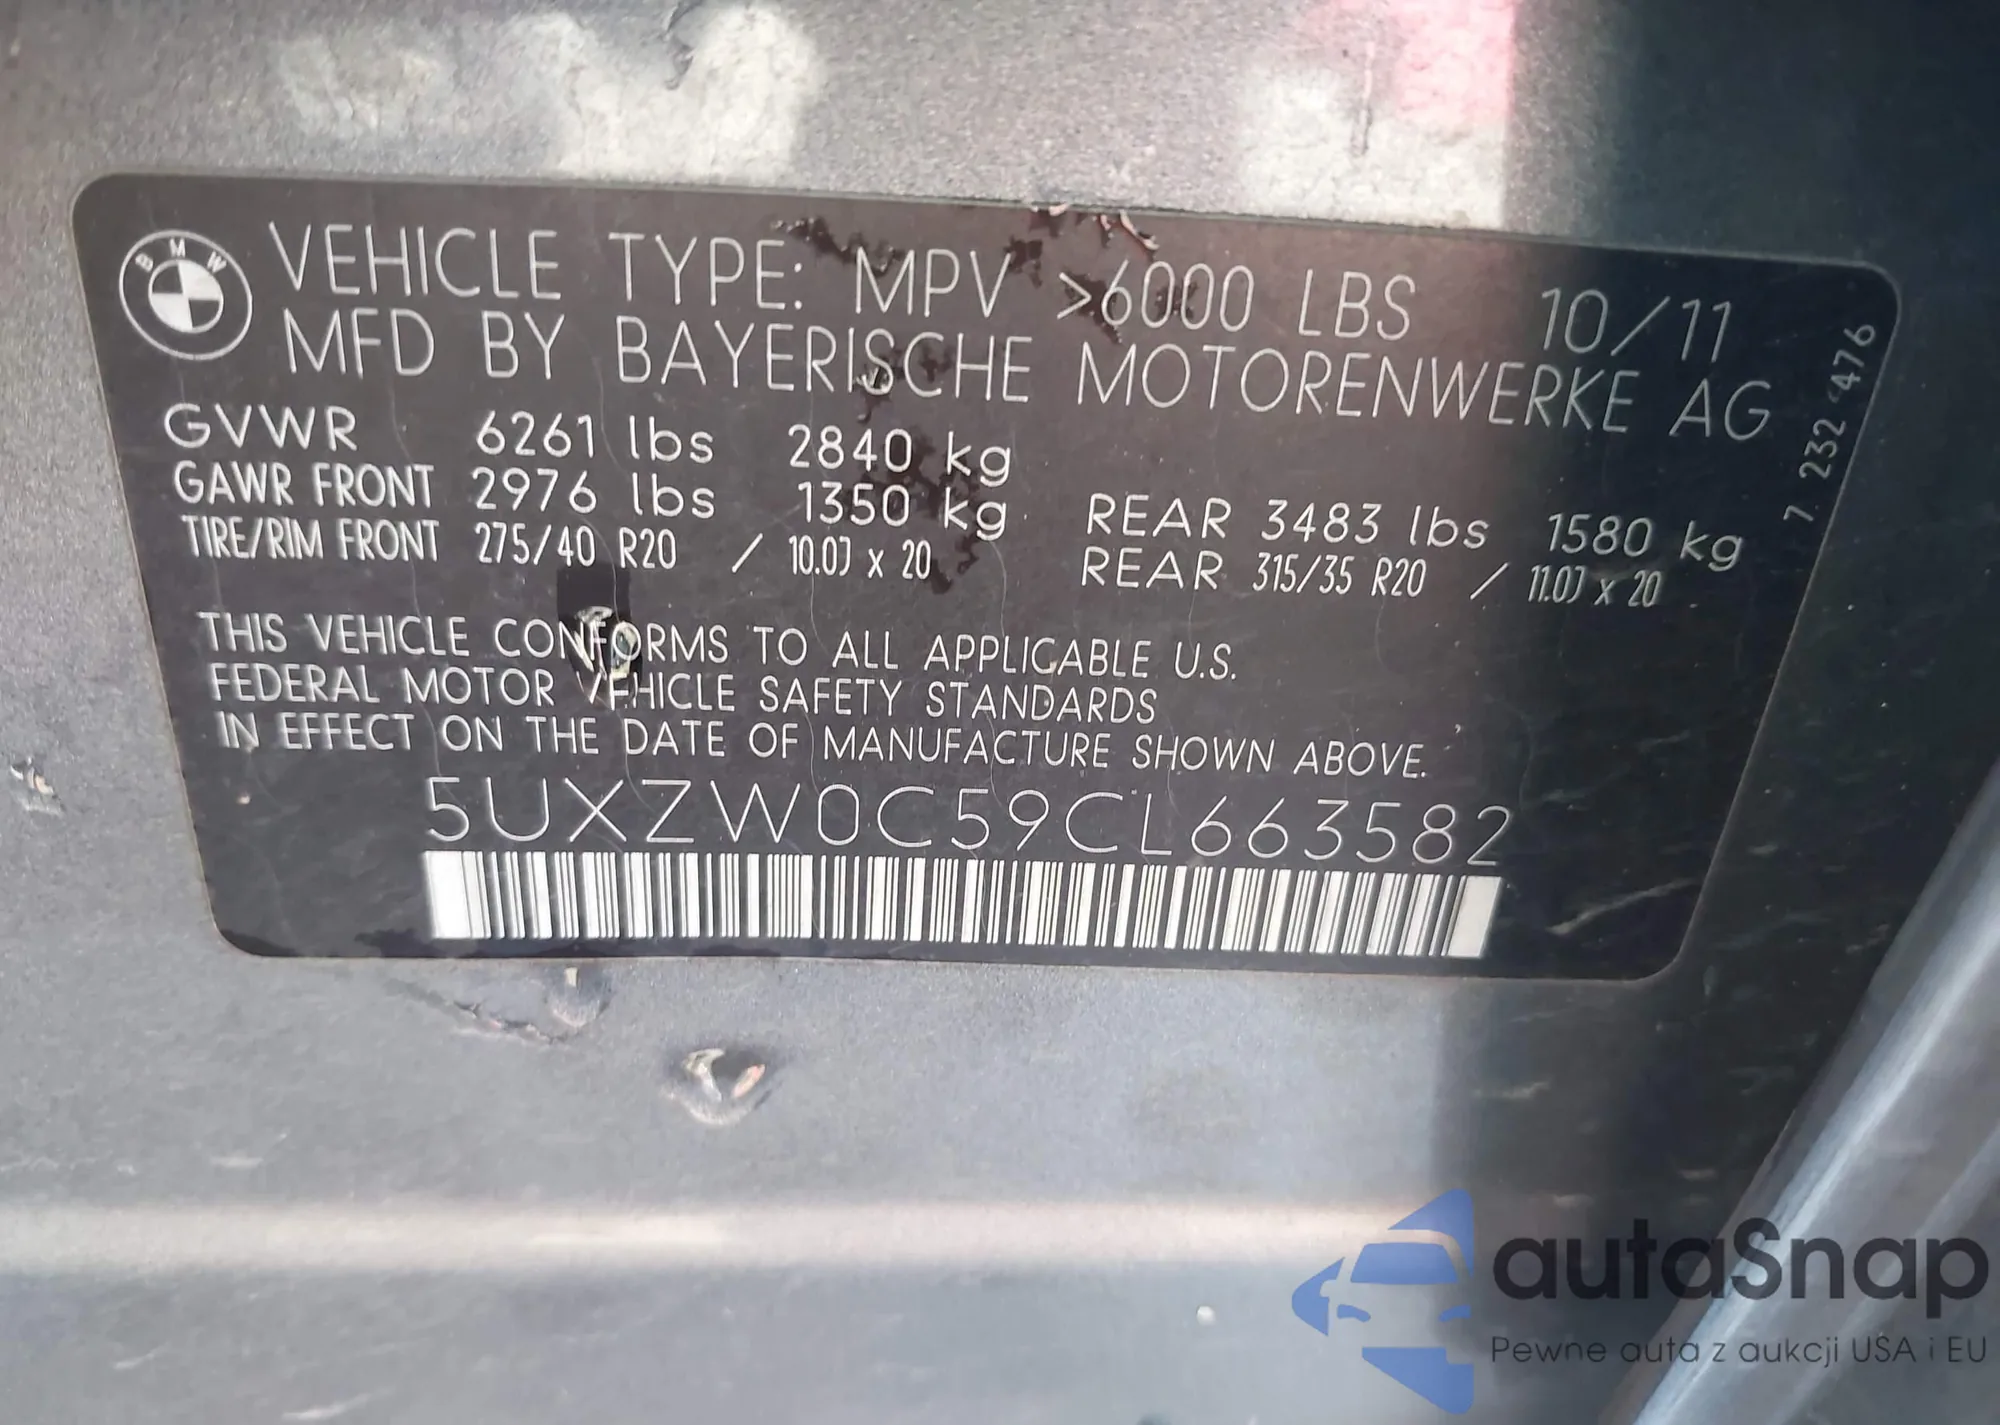 BMW
VEHICLE TYPE: MPV >6000 LBS 10/11
MFD BY BAYERISCHE MOTORENWERKE AG
GVWR 6261 lbs 2840 kg
GAWR FRONT 2976 lbs 1350 kg REAR 3483 lbs 1580 kg
TIRE/RIM FRONT 275/40 R20 / 10.0J x 20 REAR 315/35 R20 / 11.0J x 20
7.232 476
THIS VEHICLE CONFORMS TO ALL APPLICABLE U.S.
FEDERAL MOTOR VEHICLE SAFETY STANDARDS
IN EFFECT ON THE DATE OF MANUFACTURE SHOWN ABOVE.
5UXZW0C59CL663582
autaSnap
Pewne auta z aukcji USA i EU